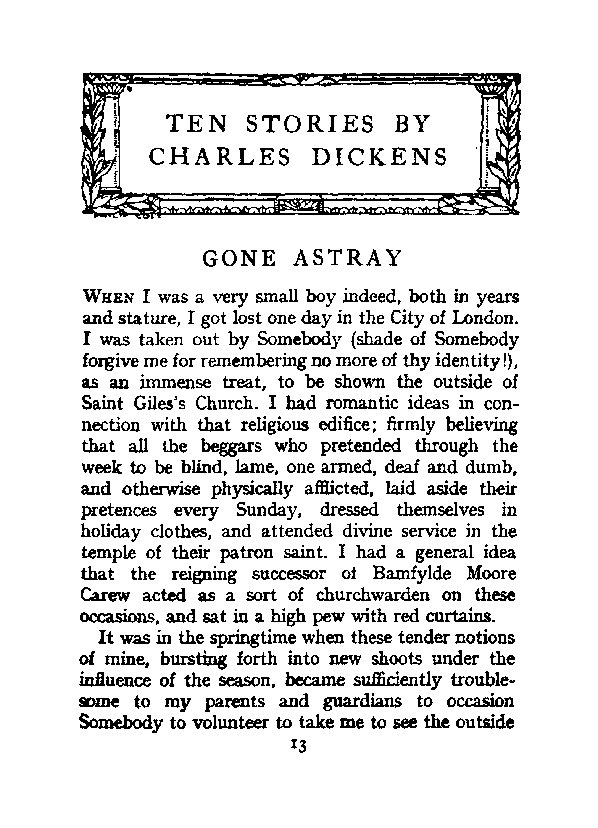 TEN STORIES BY
CHARLES DICKENS
GONE ASTRAY
WHEN I was a very small boy indeed, both in years
and stature, I got lost one day in the City of London.
I was taken out by Somebody (shade of Somebody
forgive me for remembering no more of thy identity!),
as an immense treat, to be shown the outside of
Saint Giles's Church. I had romantic ideas in con-
nection with that religious edifice; firmly believing
that all the beggars who pretended through the
week to be blind, lame, one armed, deaf and dumb,
and otherwise physically afflicted, laid aside their
pretences every Sunday, dressed themselves in
holiday clothes, and attended divine service in the
temple of their patron saint. I had a general idea
that the reigning successor of Bamfylde Moore
Carew acted as a sort of churchwarden on these
occasions, and sat in a high pew with red curtains.
It was in the springtime when these tender notions
of mine, bursting forth into new shoots under the
influence of the season, became sufficiently trouble-
some to my parents and guardians to occasion
Somebody to volunteer to take me to see the outside
13